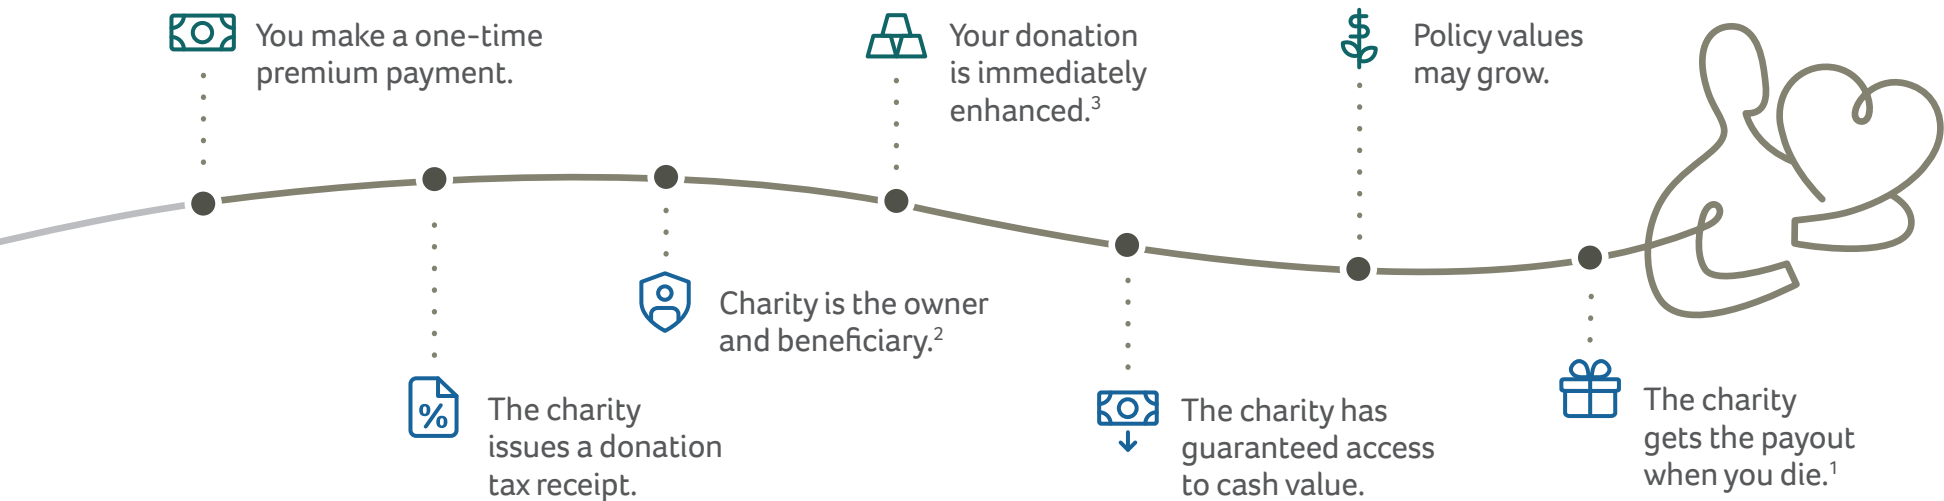 You make a one-time
premium payment.
The charity
issues a donation
tax receipt.
%
Charity is the owner
and beneficiary.²
Your donation
is immediately
enhanced.³
The charity has
guaranteed access
to cash value.
$
Policy values
may grow.
The charity
gets the payout
when you die.¹